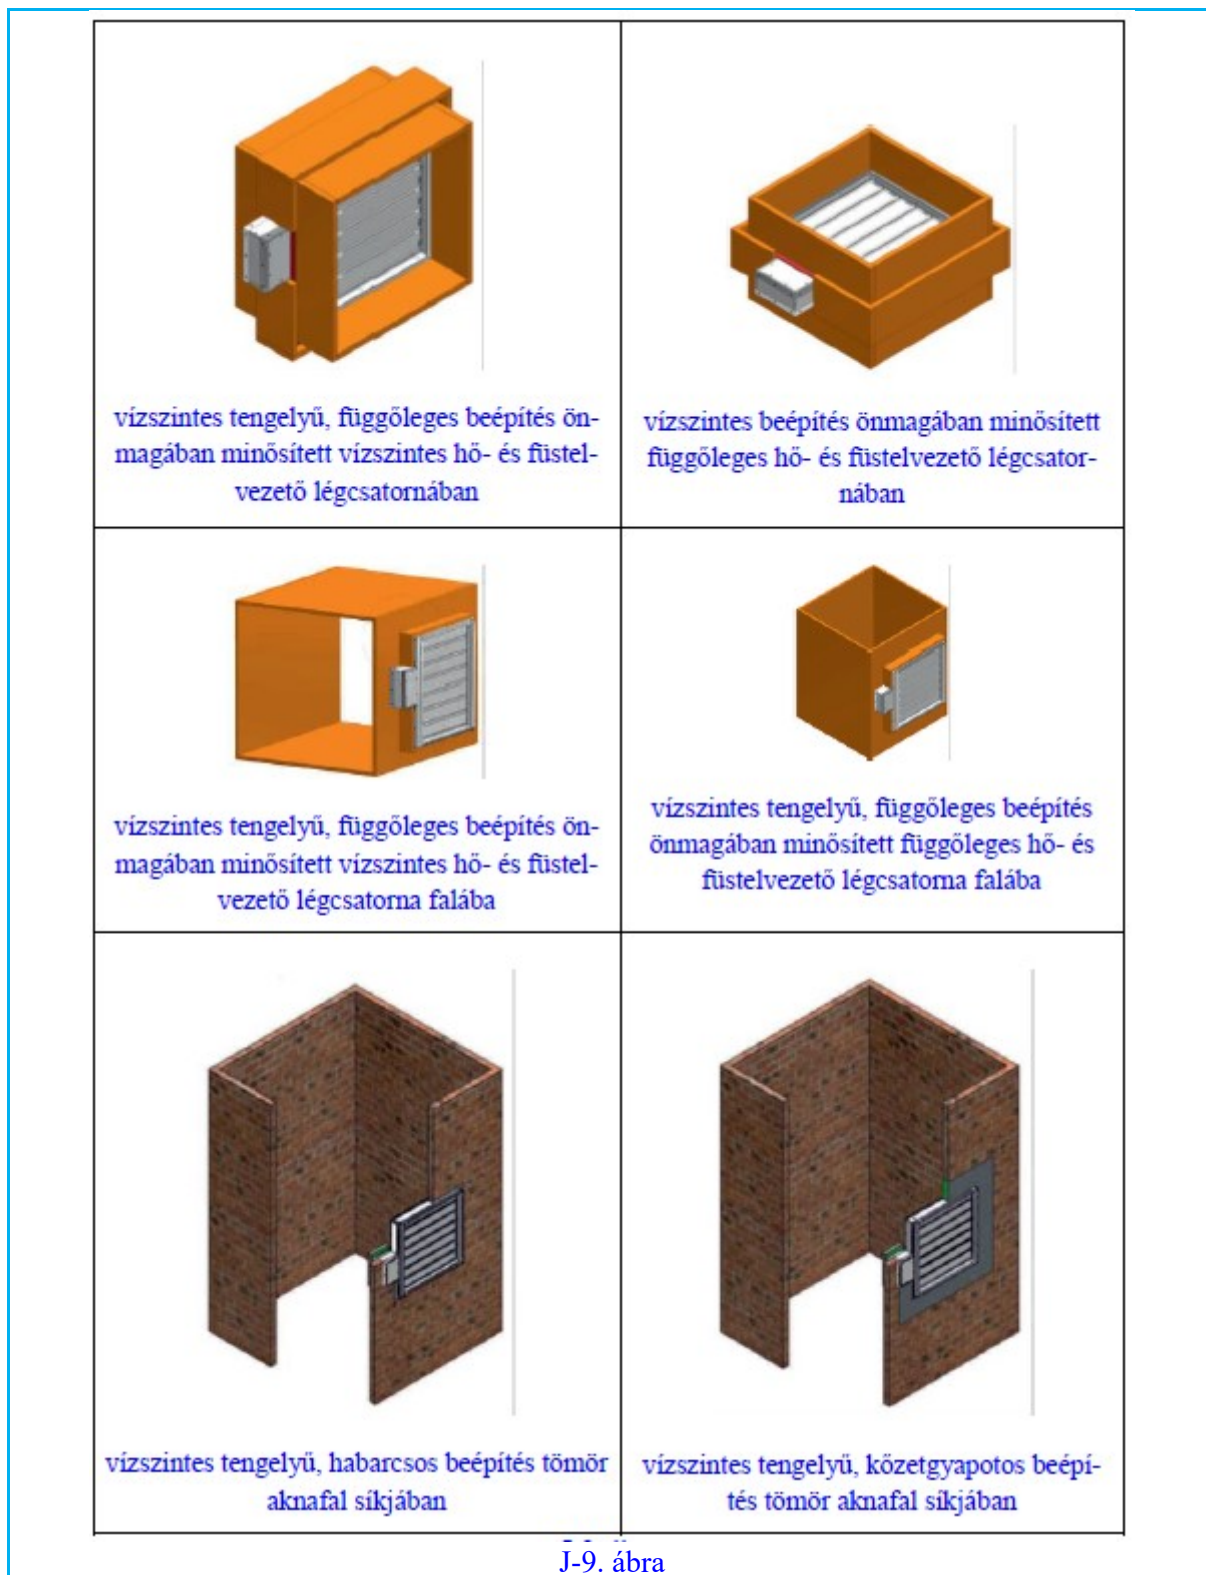 vízszintes tengelyű, függőleges beépítés ön-
magában minősített vízszintes hő- és füstel-
vezető légcsatornában
vízszintes beépítés önmagában minősített
függőleges hő- és füstelvezető légcsator-
nában
vízszintes tengelyű, függőleges beépítés ön-
magában minősített vízszintes hő- és füstel-
vezető légcsatorna falába
vízszintes tengelyű, függőleges beépítés
önmagában minősített függőleges hő- és
füstelvezető légcsatorna falába
vízszintes tengelyű, habarcsos beépítés tömör
aknafal síkjában
vízszintes tengelyű, kőzetgyapotos beépí-
tés tömör aknafal síkjában
J-9. ábra